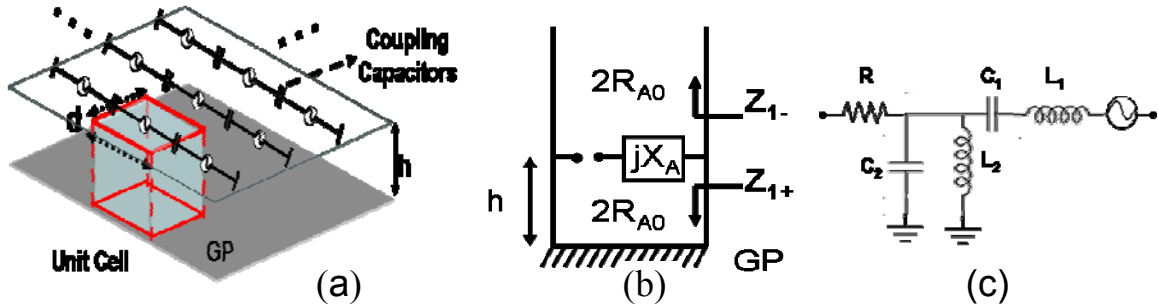 Coupling
Capacitors
d
h
Unit Cell
GP
(a)
2R_A0
Z_1-
jX_A
Z_1+
h
2R_A0
GP
(b)
R
C_1
L_1
C_2
L_2
(c)